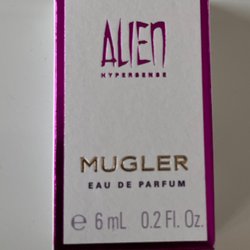 ALIEN
HYPERSENSE
MUGLER
EAU DE PARFUM
℮ 6 mL 0.2 Fl. Oz.